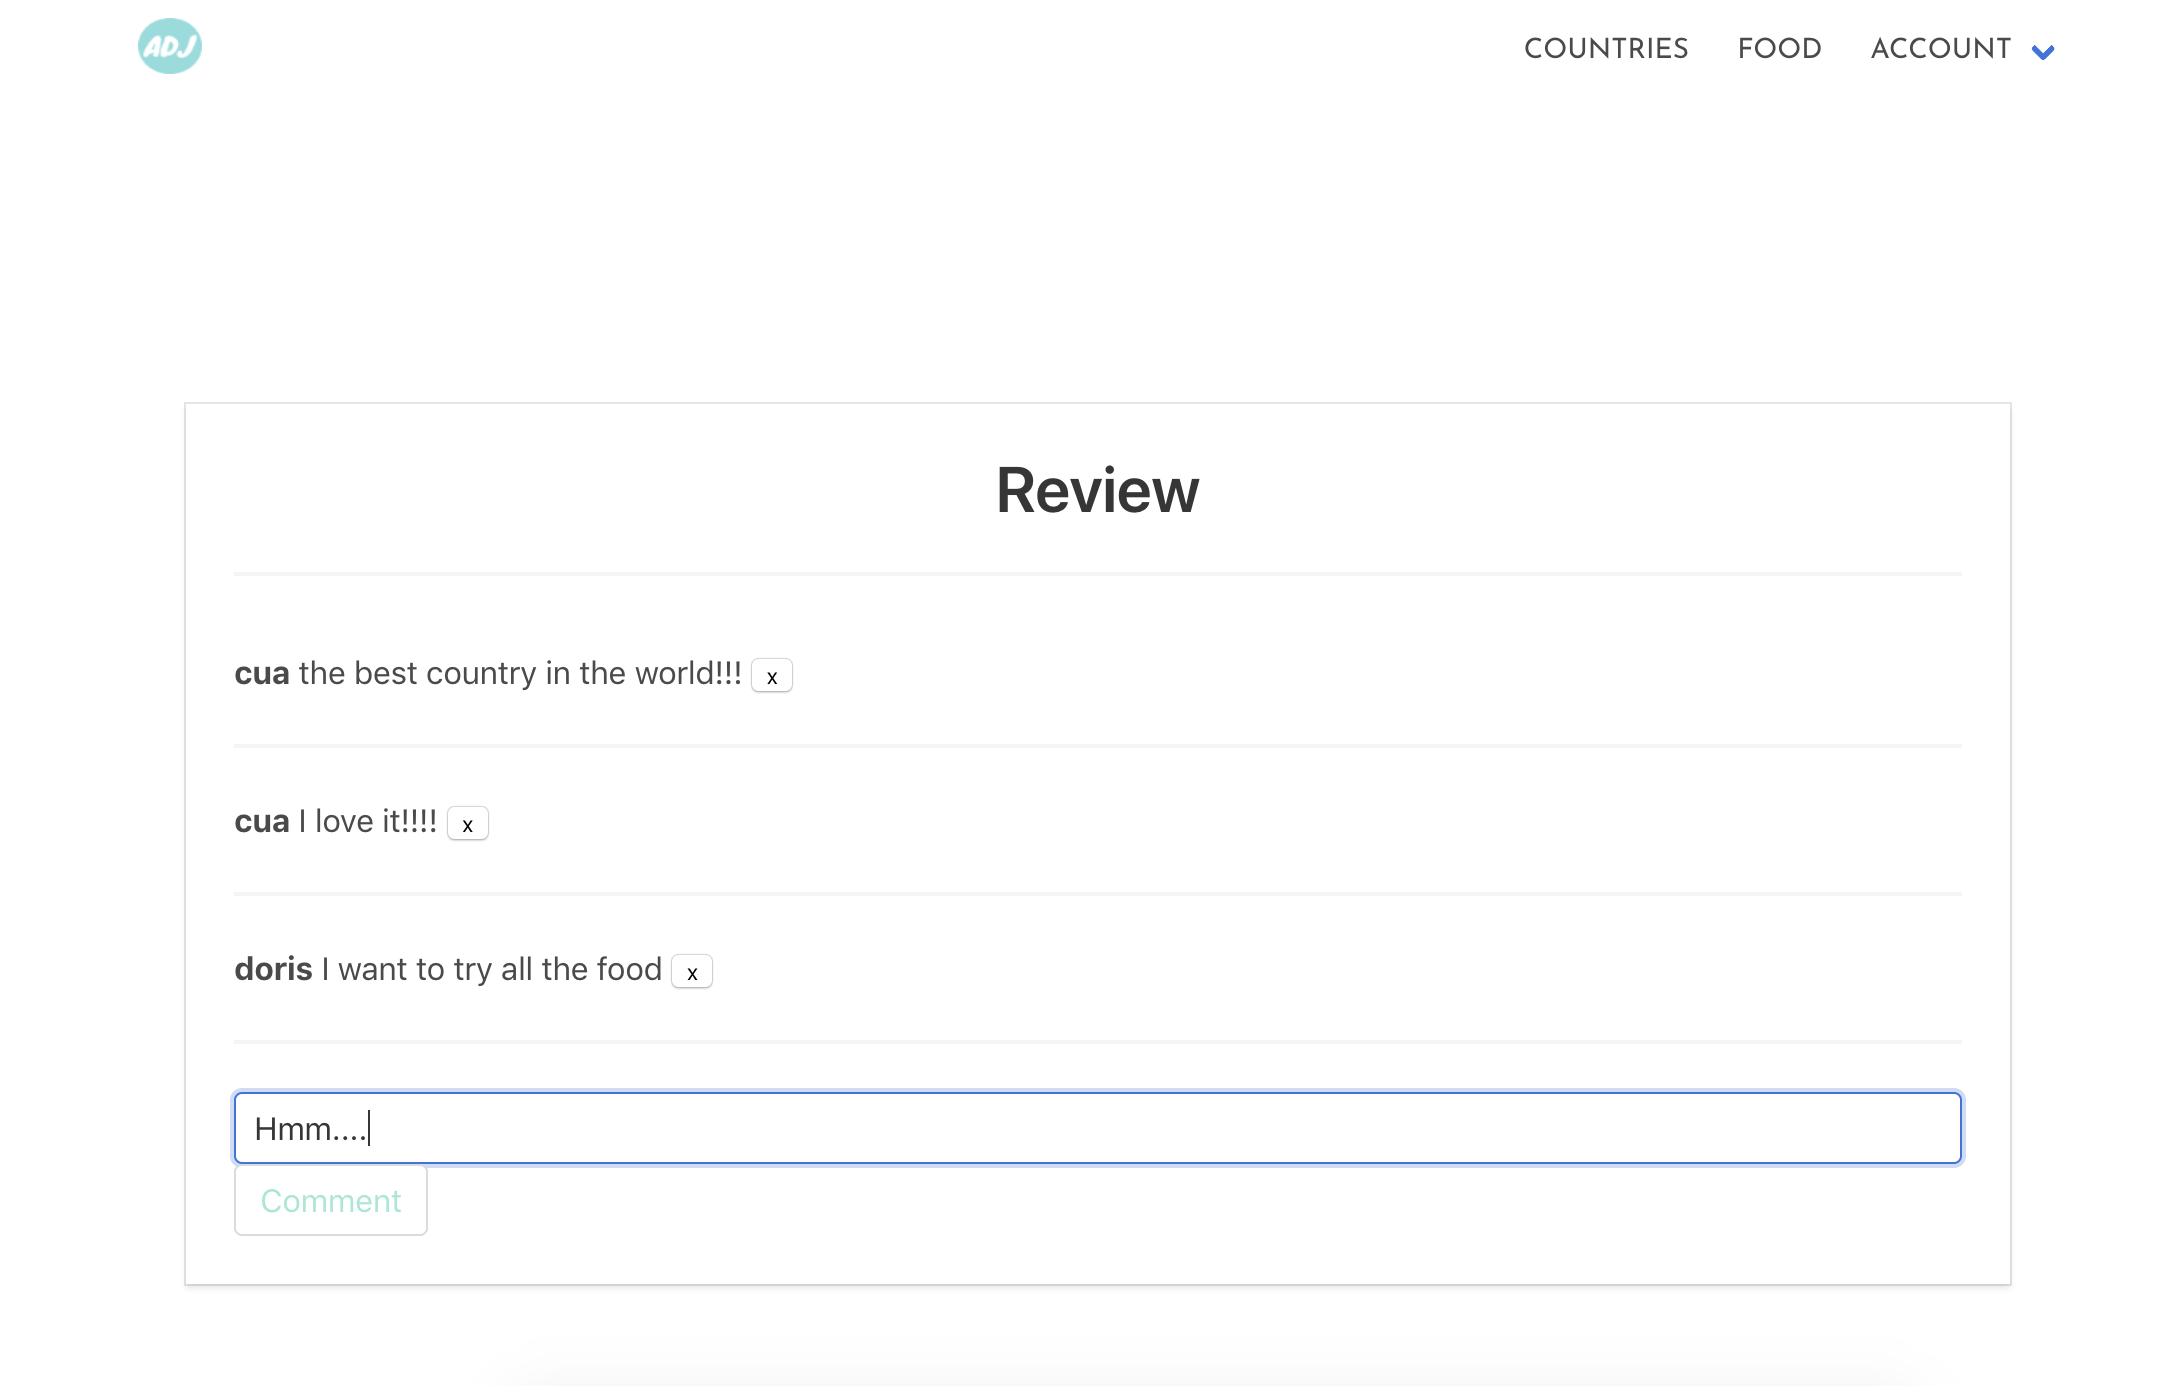 ADJ
COUNTRIES FOOD ACCOUNT
Review
cua the best country in the world!!! x
cua I love it!!!! x
doris I want to try all the food x
Hmm....
Comment